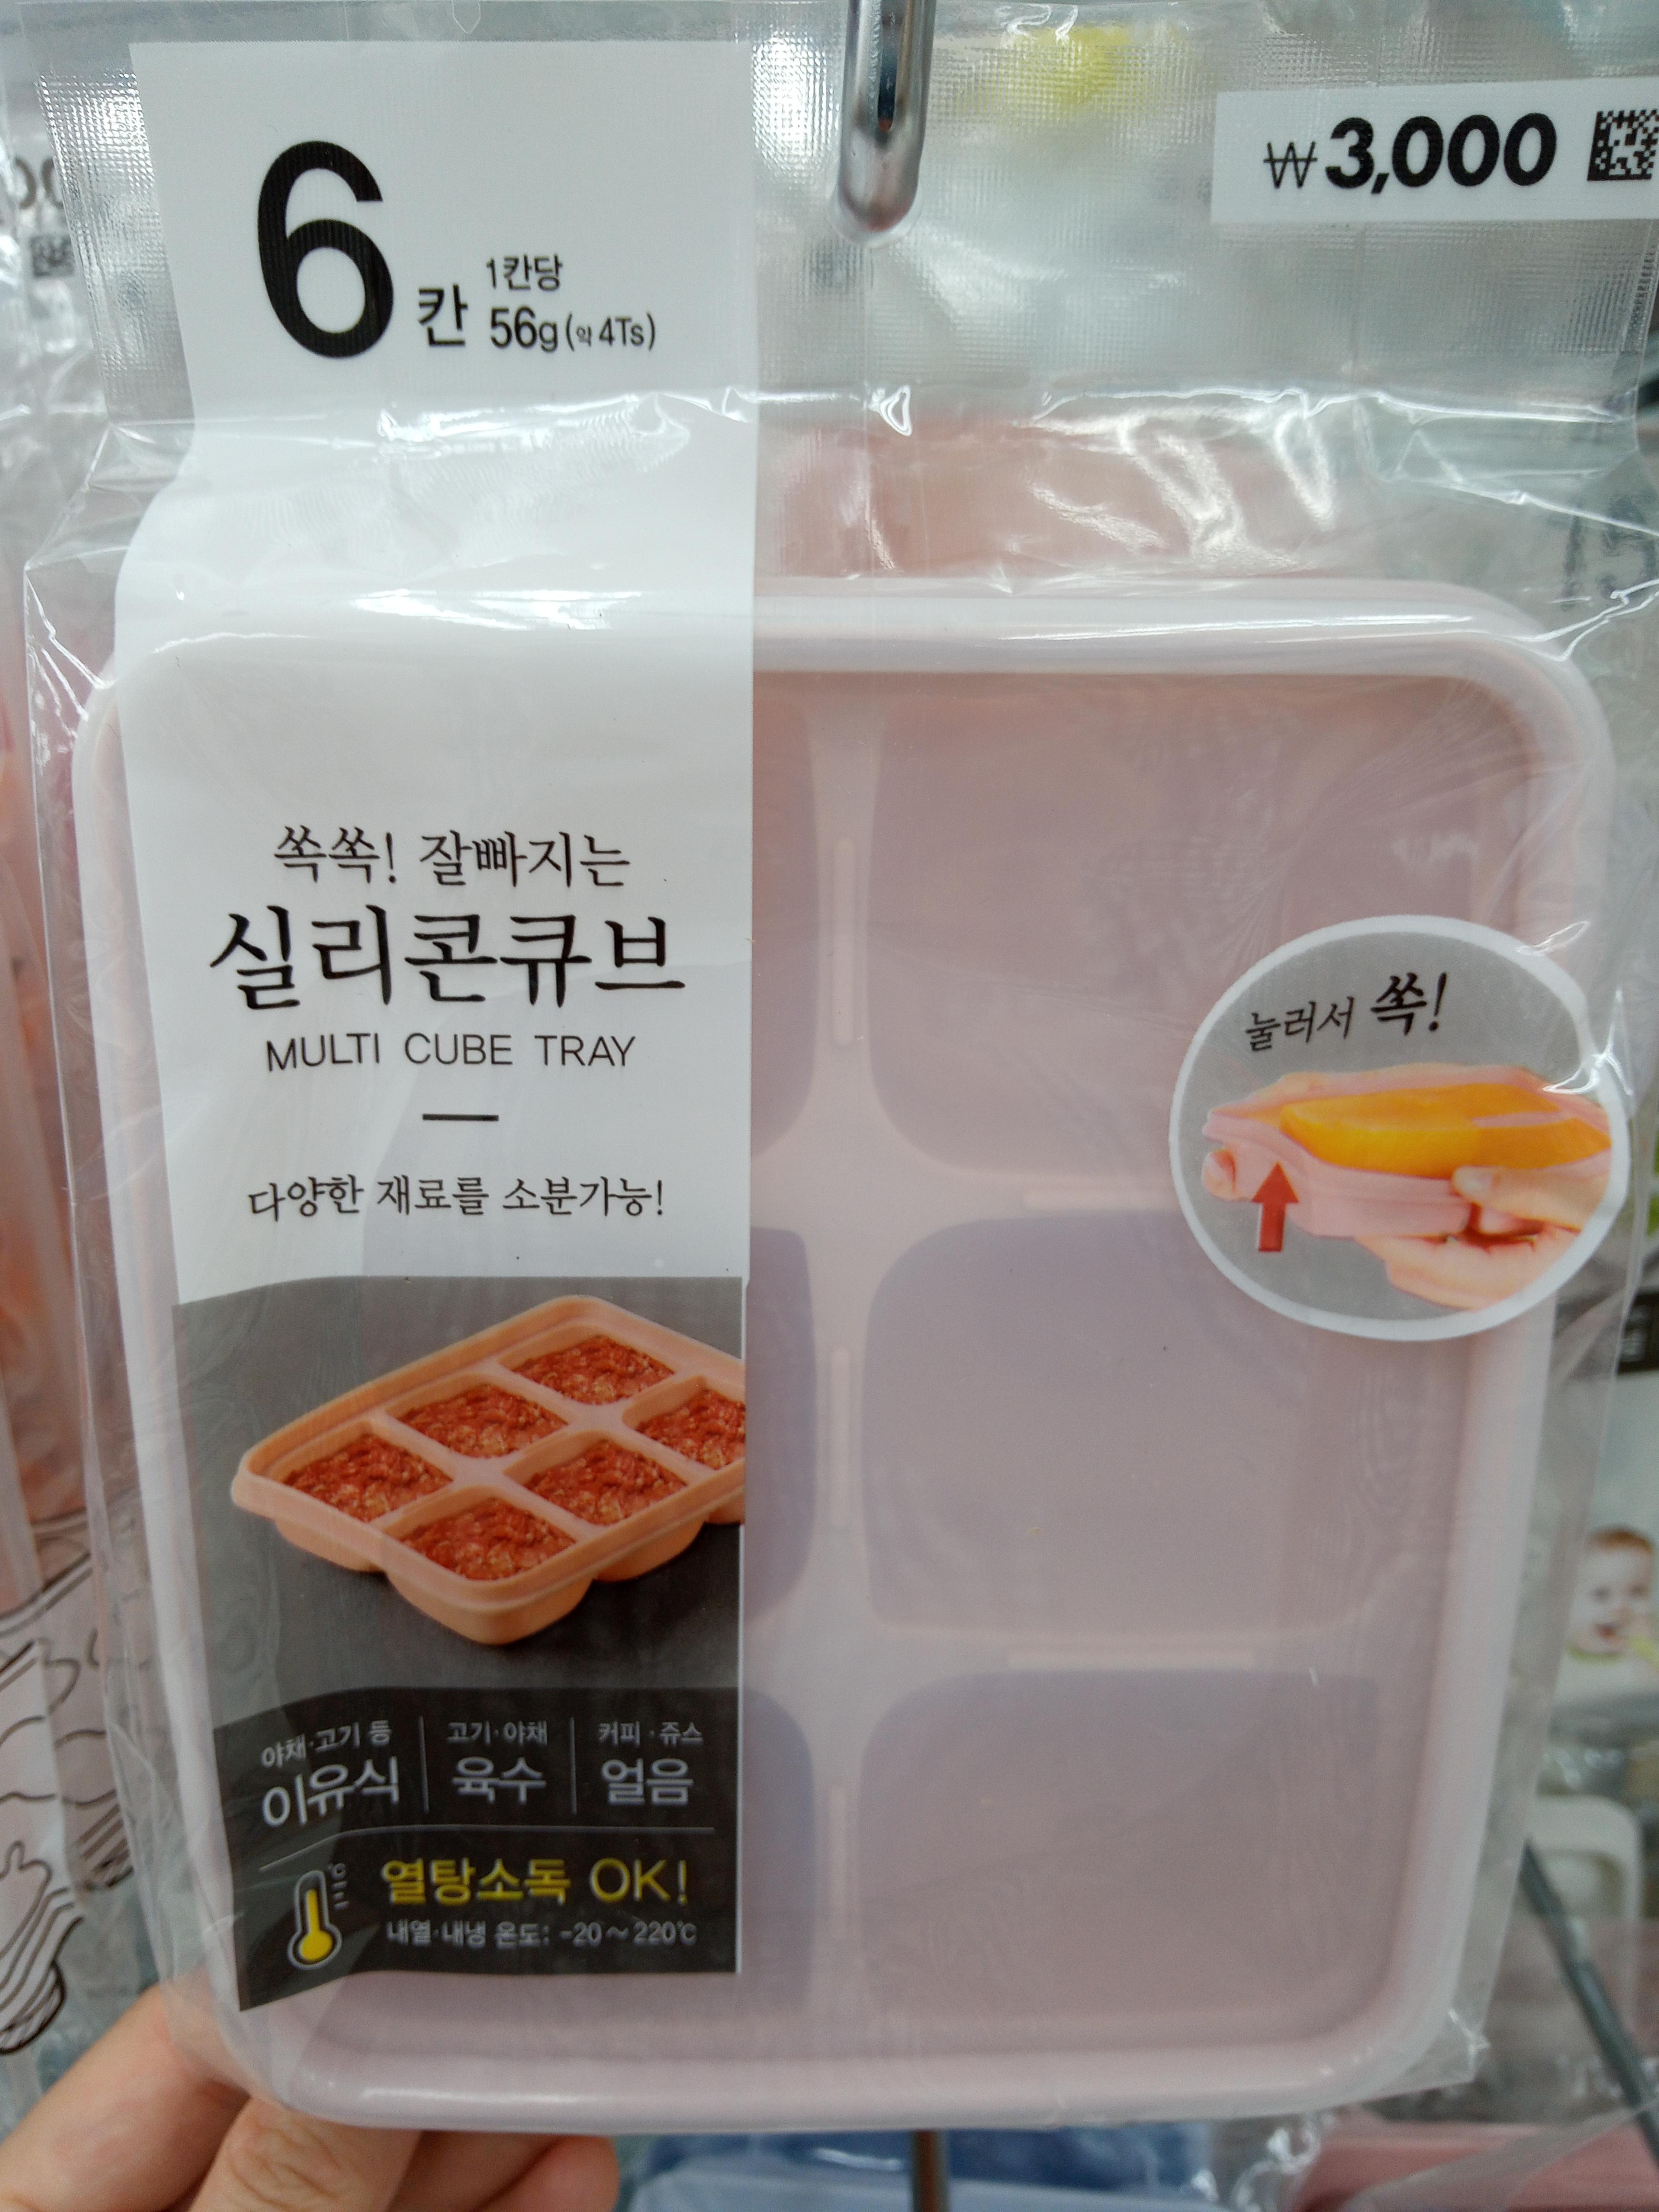 ₩3,000
6칸
1칸당
56g(약 4Ts)
쏙쏙! 잘빠지는
실리콘큐브
MULTI CUBE TRAY
다양한 재료를 소분가능!
눌러서 쏙!
야채·고기 등
이유식
고기·야채
육수
커피·쥬스
얼음
℃
열탕소독 OK!
내열·내냉 온도: -20～220℃